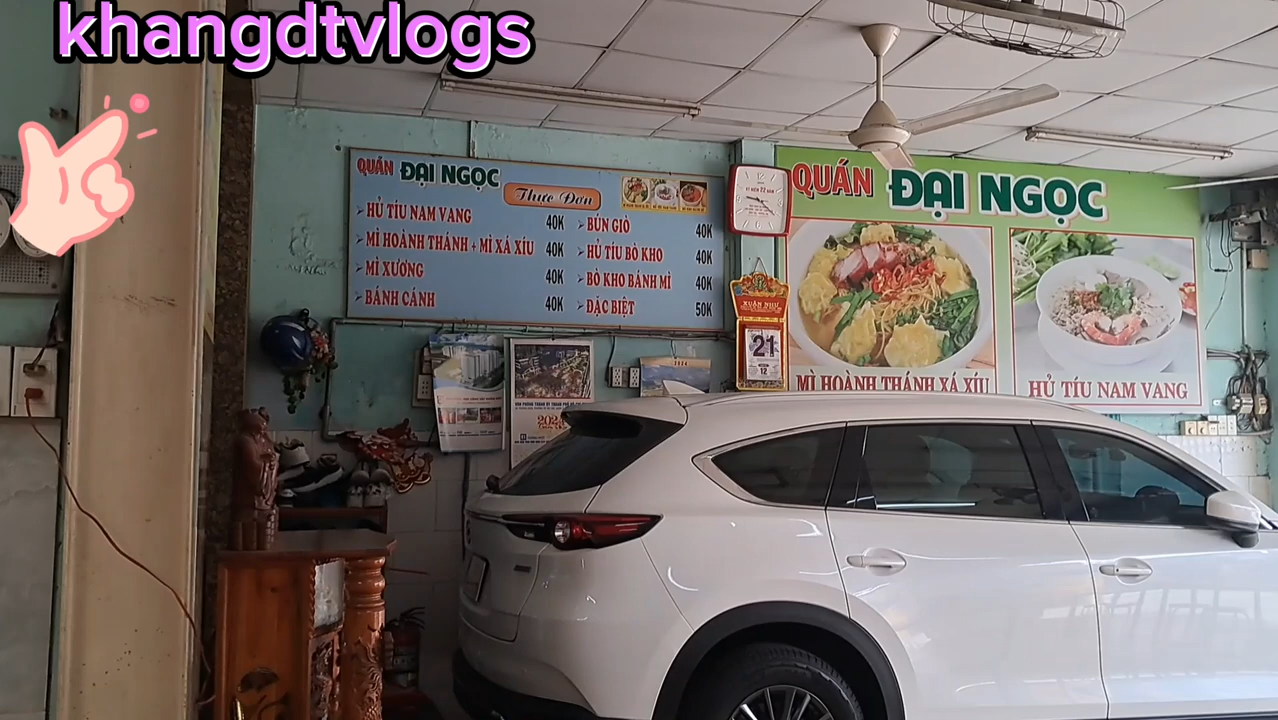 khangdtvlogs
QUÁN ĐẠI NGỌC
Thực Đơn
HỦ TÍU NAM VANG 40K
MÌ HOÀNH THÁNH + MÌ XÁ XÍU 40K
MÌ XƯƠNG 40K
BÁNH CÁNH 40K
BÚN GIÒ 40K
HỦ TÍU BÒ KHO 40K
BÒ KHO BÁNH MÌ 40K
ĐẶC BIỆT 50K
QUÁN ĐẠI NGỌC
MÌ HOÀNH THÁNH XÁ XÍU
HỦ TÍU NAM VANG
XUÂN NHƯ
21
12
2024
2024